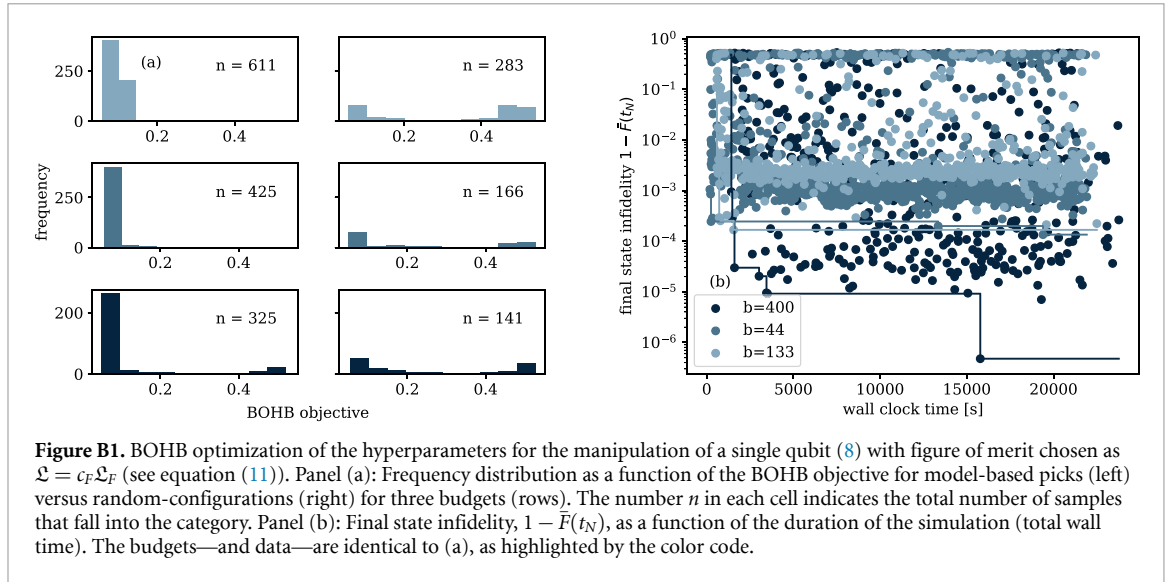 (a)
n = 611
n = 283
250
0
0.2
0.4
0.2
0.4
n = 425
n = 166
250
0
0.2
0.4
0.2
0.4
n = 325
n = 141
200
0
0.2
0.4
0.2
0.4
frequency
BOHB objective
final state infidelity 1 − F̄(t_N)
10⁰
10⁻¹
10⁻²
10⁻³
10⁻⁴
10⁻⁵
10⁻⁶
(b)
b=400
b=44
b=133
0
5000
10000
15000
20000
wall clock time [s]
Figure B1. BOHB optimization of the hyperparameters for the manipulation of a single qubit (8) with figure of merit chosen as
𝔏 = c_F𝔏_F (see equation (11)). Panel (a): Frequency distribution as a function of the BOHB objective for model-based picks (left)
versus random-configurations (right) for three budgets (rows). The number n in each cell indicates the total number of samples
that fall into the category. Panel (b): Final state infidelity, 1 − F̄(t_N), as a function of the duration of the simulation (total wall
time). The budgets—and data—are identical to (a), as highlighted by the color code.